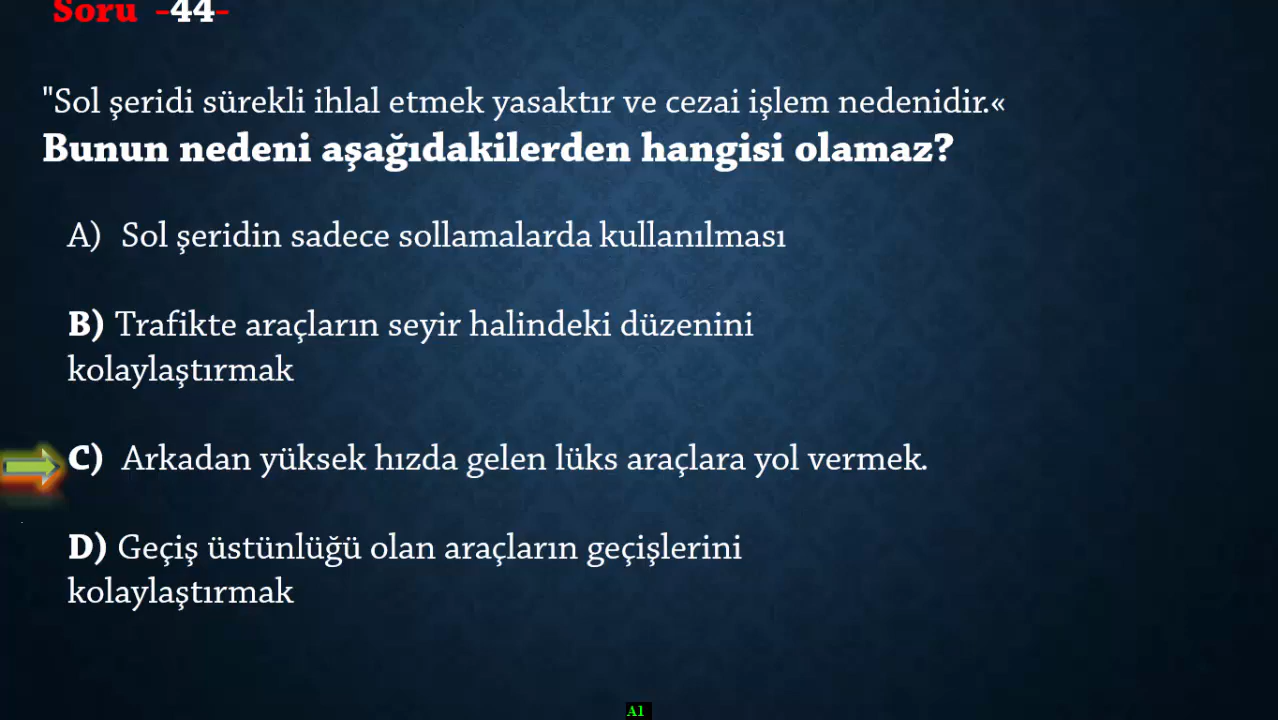 Soru -44-
"Sol şeridi sürekli ihlal etmek yasaktır ve cezai işlem nedenidir.«
Bunun nedeni aşağıdakilerden hangisi olamaz?
A) Sol şeridin sadece sollamalarda kullanılması
B) Trafikte araçların seyir halindeki düzenini
kolaylaştırmak
C) Arkadan yüksek hızda gelen lüks araçlara yol vermek.
D) Geçiş üstünlüğü olan araçların geçişlerini
kolaylaştırmak
A1